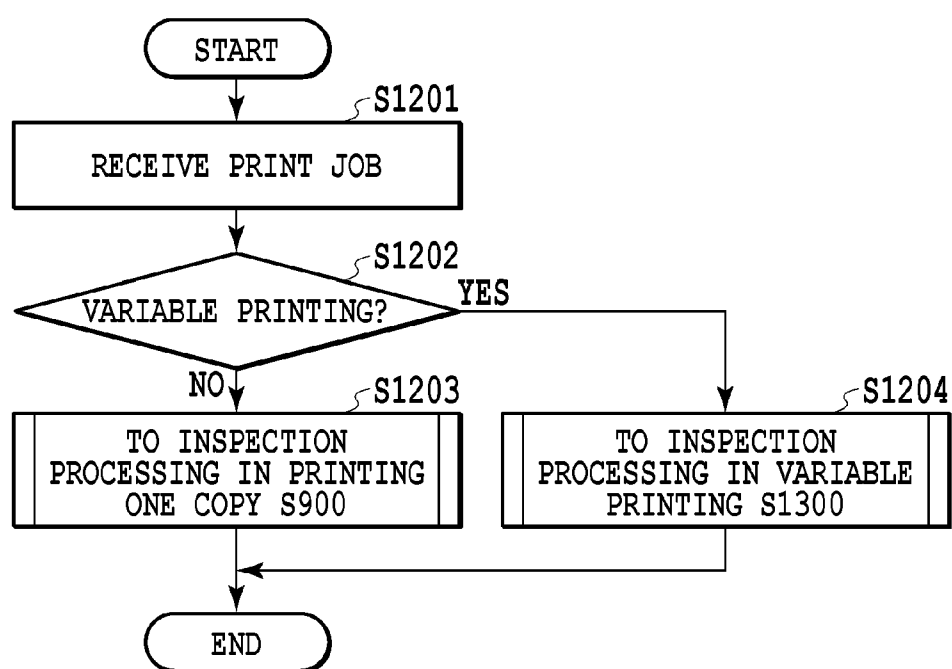 START
S1201
RECEIVE PRINT JOB
S1202
VARIABLE PRINTING?
YES
NO
S1203
TO INSPECTION
PROCESSING IN PRINTING
ONE COPY S900
S1204
TO INSPECTION
PROCESSING IN VARIABLE
PRINTING S1300
END